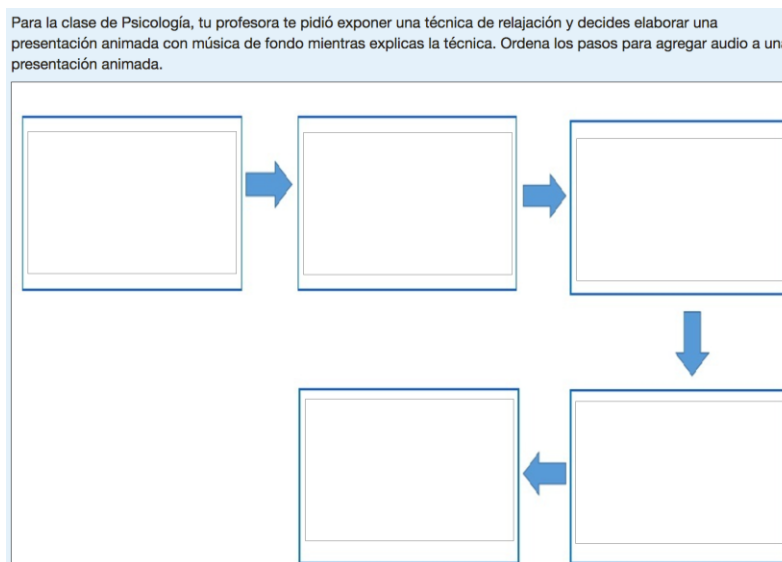 Para la clase de Psicología, tu profesora te pidió exponer una técnica de relajación y decides elaborar una
presentación animada con música de fondo mientras explicas la técnica. Ordena los pasos para agregar audio a una
presentación animada.